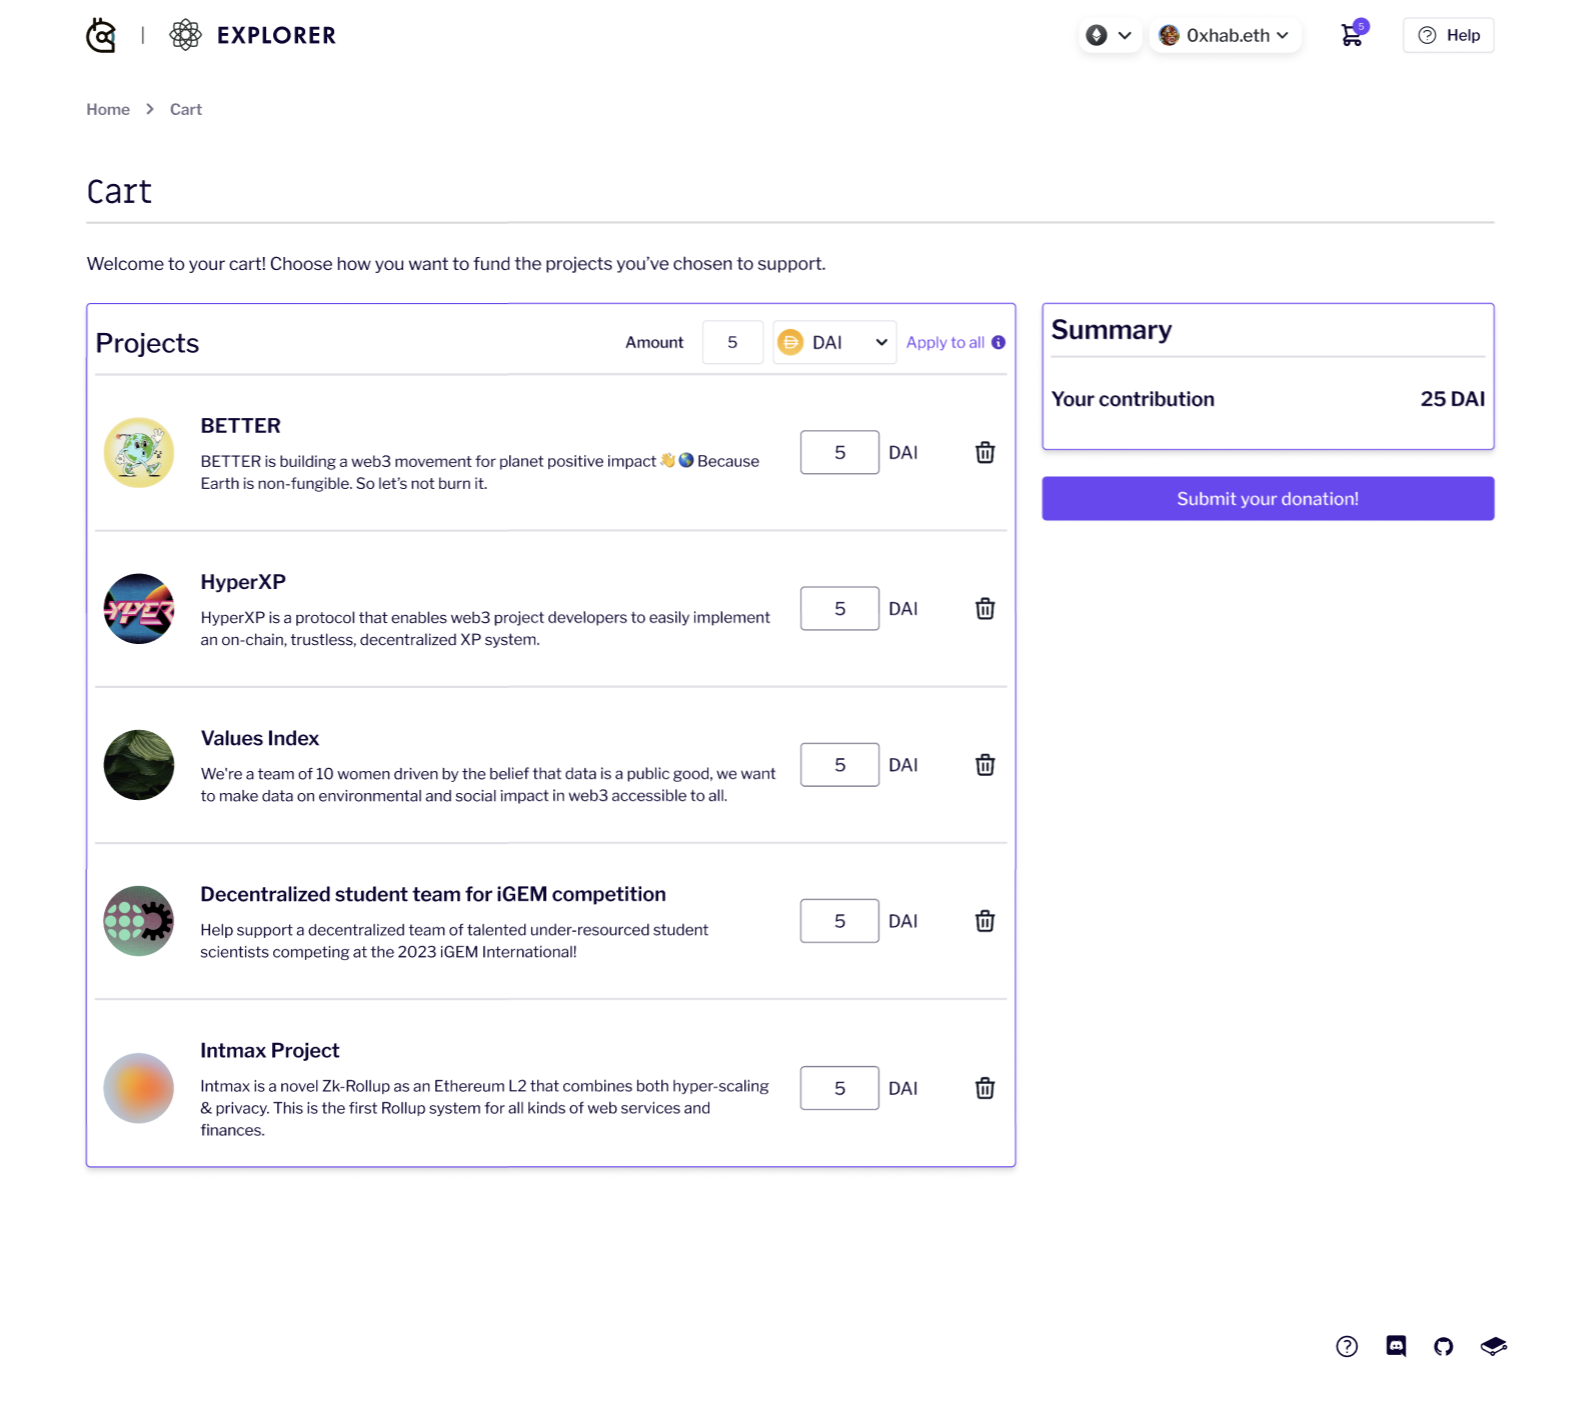 EXPLORER
0xhab.eth
5
Help
Home > Cart
Cart
Welcome to your cart! Choose how you want to fund the projects you’ve chosen to support.
Projects
Amount 5 DAI Apply to all
BETTER
BETTER is building a web3 movement for planet positive impact 👋🌎 Because
Earth is non-fungible. So let’s not burn it.
5 DAI
HyperXP
HyperXP is a protocol that enables web3 project developers to easily implement
an on-chain, trustless, decentralized XP system.
5 DAI
Values Index
We’re a team of 10 women driven by the belief that data is a public good, we want
to make data on environmental and social impact in web3 accessible to all.
5 DAI
Decentralized student team for iGEM competition
Help support a decentralized team of talented under-resourced student
scientists competing at the 2023 iGEM International!
5 DAI
Intmax Project
Intmax is a novel Zk-Rollup as an Ethereum L2 that combines both hyper-scaling
& privacy. This is the first Rollup system for all kinds of web services and
finances.
5 DAI
Summary
Your contribution 25 DAI
Submit your donation!